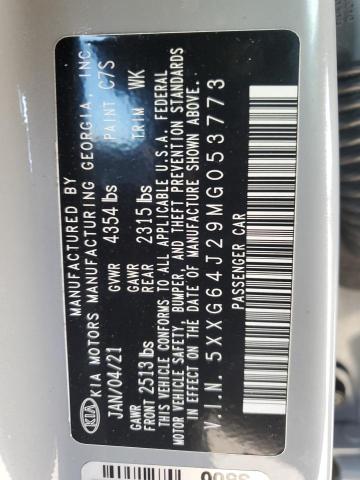 MANUFACTURED BY
KIA KIA MOTORS MANUFACTURING GEORGIA, INC.
JAN/04/21 GVWR 4354 lbs PAINT C7S
GAWR FRONT 2513 lbs GAWR REAR 2315 lbs TRIM WK
THIS VEHICLE CONFORMS TO ALL APPLICABLE U.S.A. FEDERAL
MOTOR VEHICLE SAFETY, BUMPER, AND THEFT PREVENTION STANDARDS
IN EFFECT ON THE DATE OF MANUFACTURE SHOWN ABOVE.
V.I.N. 5XXG64J29MG053773
PASSENGER CAR